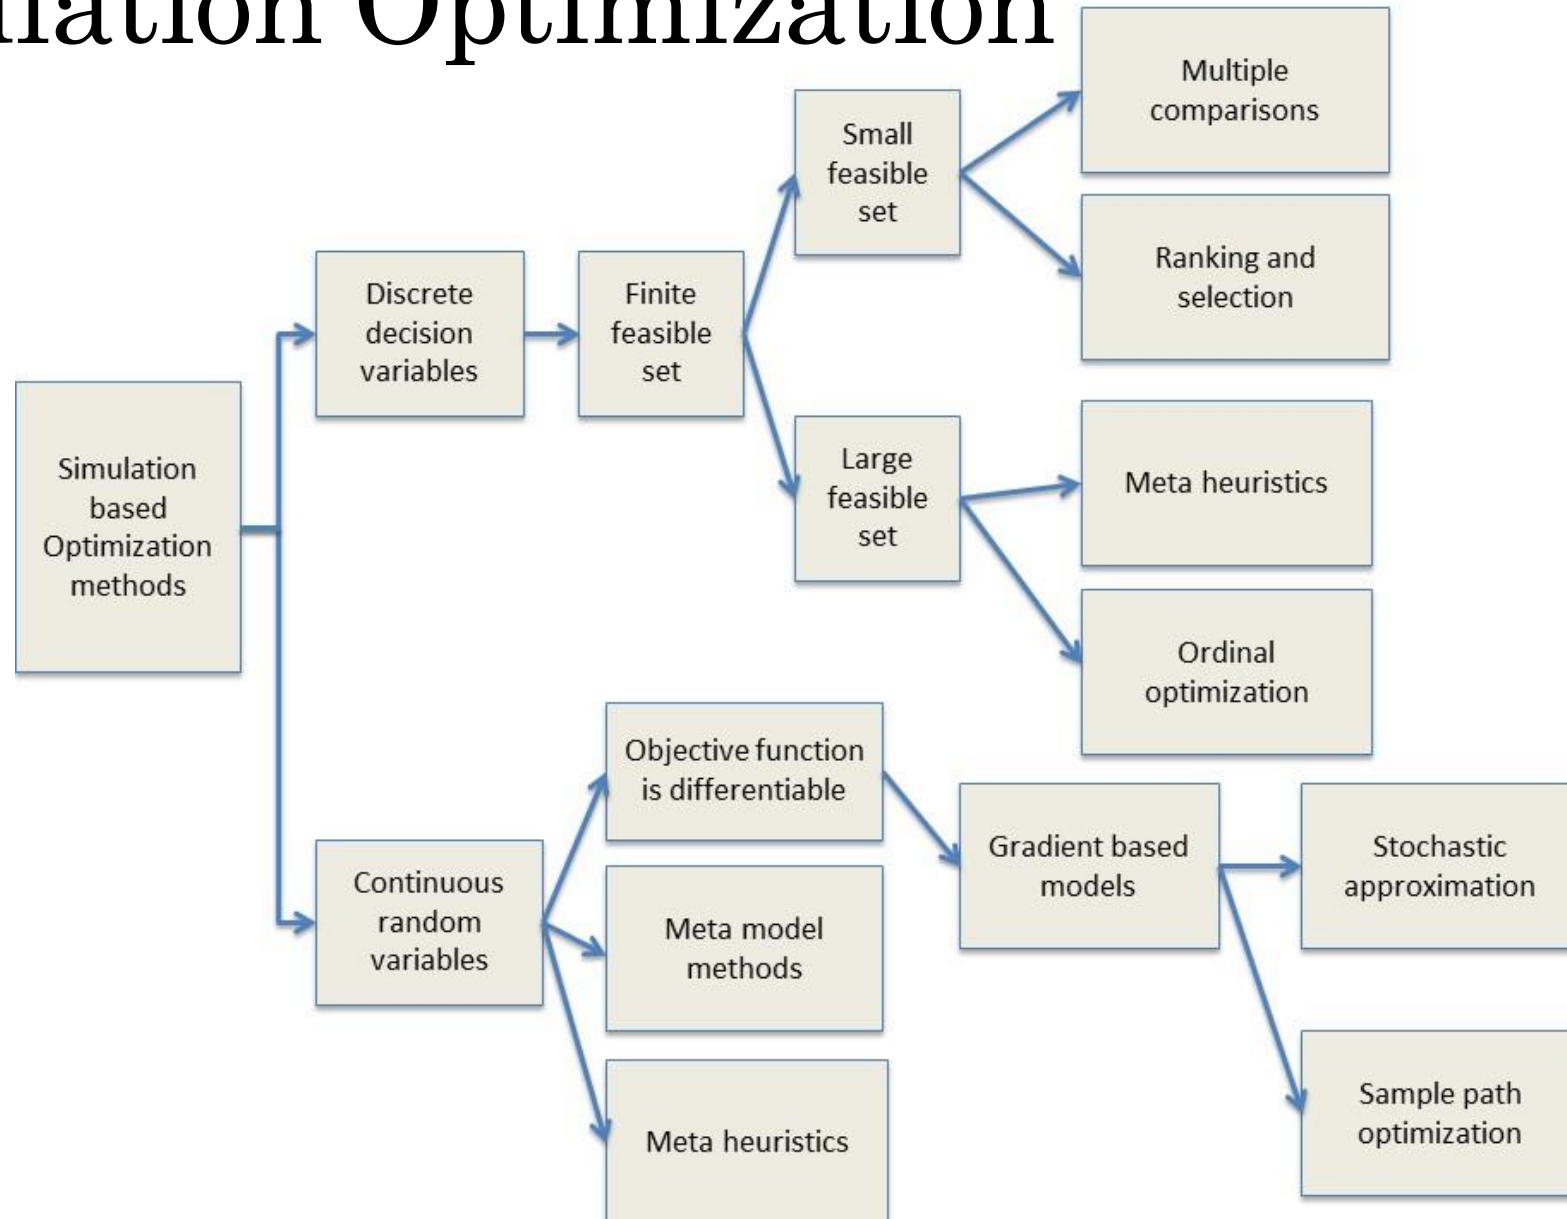 Optimization
Multiple
comparisons
Small
feasible
set
Ranking and
selection
Discrete
decision
variables
Finite
feasible
set
Simulation
based
Optimization
methods
Large
feasible
set
Meta heuristics
Ordinal
optimization
Objective function
is differentiable
Continuous
random
variables
Gradient based
models
Stochastic
approximation
Meta model
methods
Meta heuristics
Sample path
optimization